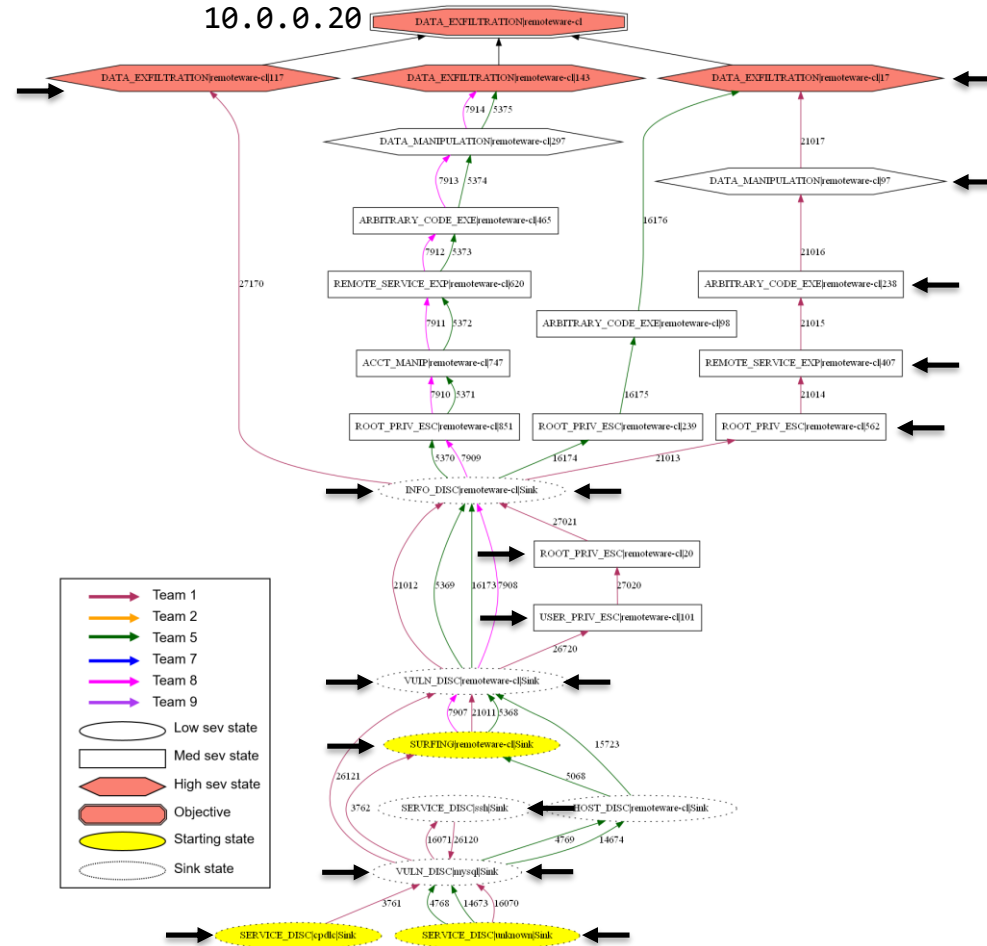 10.0.0.20
DATA_EXFILTRATION|remoteware-cl
DATA_EXFILTRATION|remoteware-cl|117
DATA_EXFILTRATION|remoteware-cl|143
DATA_EXFILTRATION|remoteware-cl|17
7914
5375
DATA_MANIPULATION|remoteware-cl|297
21017
7913
5374
DATA_MANIPULATION|remoteware-cl|97
ARBITRARY_CODE_EXE|remoteware-cl|465
16176
7912
5373
21016
27170
REMOTE_SERVICE_EXP|remoteware-cl|620
ARBITRARY_CODE_EXE|remoteware-cl|238
7911
5372
ARBITRARY_CODE_EXE|remoteware-cl|98
21015
ACCT_MANIP|remoteware-cl|747
REMOTE_SERVICE_EXP|remoteware-cl|407
7910
5371
16175
21014
ROOT_PRIV_ESC|remoteware-cl|851
ROOT_PRIV_ESC|remoteware-cl|239
ROOT_PRIV_ESC|remoteware-cl|562
5370
7909
16174
21013
INFO_DISC|remoteware-cl|Sink
27021
ROOT_PRIV_ESC|remoteware-cl|20
21012
5369
16173
7908
27020
USER_PRIV_ESC|remoteware-cl|101
26720
VULN_DISC|remoteware-cl|Sink
7907
21011
5368
SURFING|remoteware-cl|Sink
15723
26121
5068
3762
SERVICE_DISC|ssh|Sink
HOST_DISC|remoteware-cl|Sink
16071
26120
4769
14674
VULN_DISC|mysql|Sink
3761
4768
14673
16070
SERVICE_DISC|cpdlc|Sink
SERVICE_DISC|unknown|Sink
Team 1
Team 2
Team 5
Team 7
Team 8
Team 9
Low sev state
Med sev state
High sev state
Objective
Starting state
Sink state